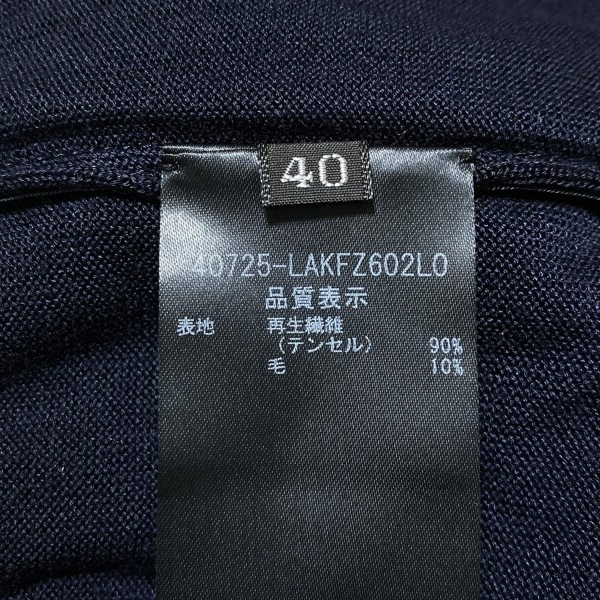 40
40725-LAKFZ602LO
品質表示
表地 再生繊維
(テンセル) 90%
毛 10%